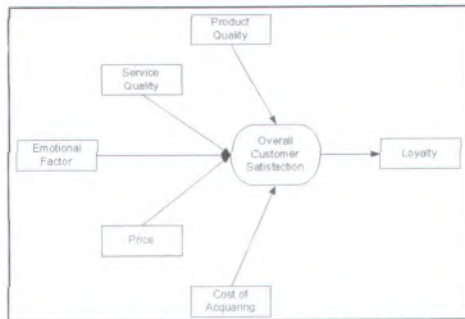 Product
Quality
Service
Quality
Emotional
Factor
Overall
Customer
Satisfaction
Loyalty
Price
Cost of
Acquaring